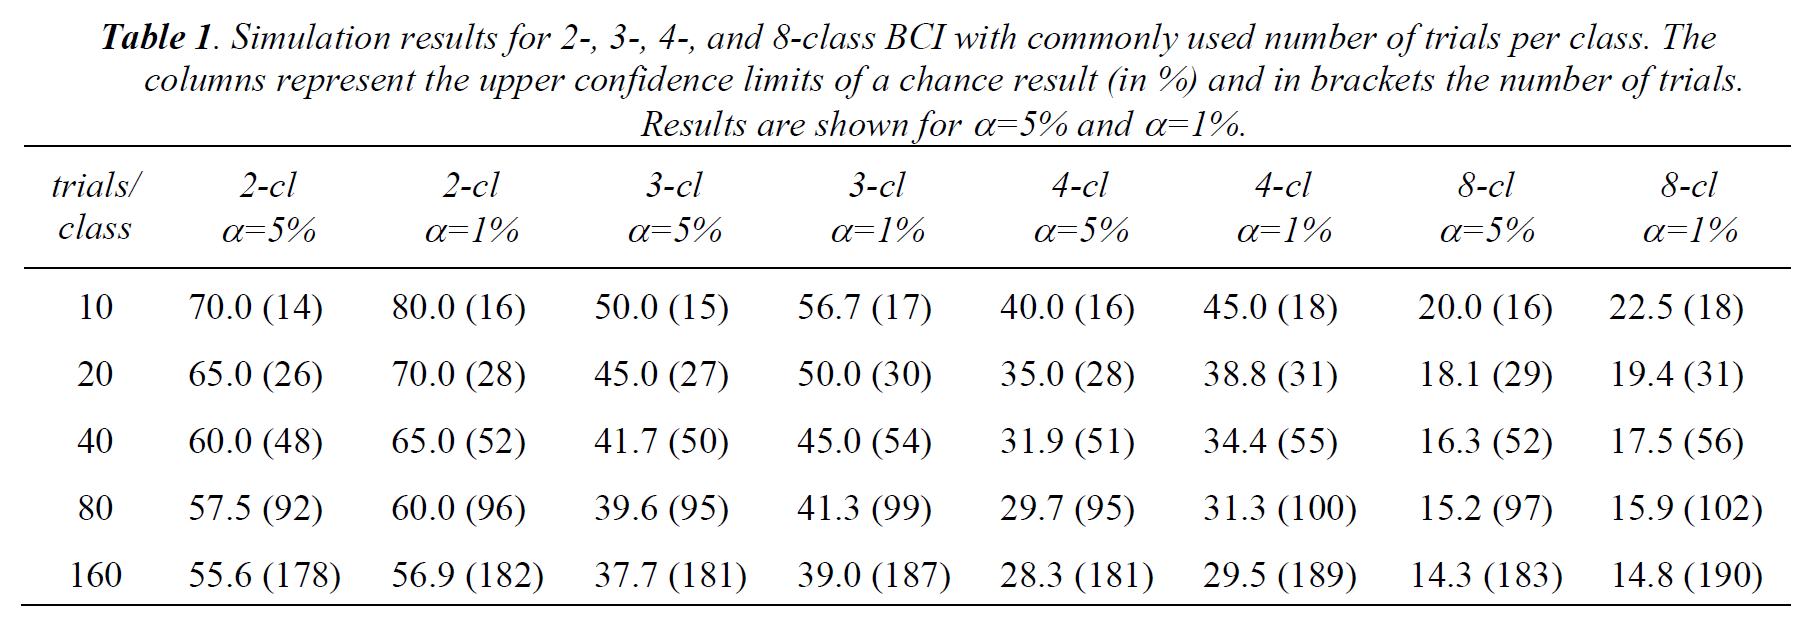 Table 1. Simulation results for 2-, 3-, 4-, and 8-class BCI with commonly used number of trials per class. The
columns represent the upper confidence limits of a chance result (in %) and in brackets the number of trials.
Results are shown for α=5% and α=1%.
trials/ 2-cl 2-cl 3-cl 3-cl 4-cl 4-cl 8-cl 8-cl
class α=5% α=1% α=5% α=1% α=5% α=1% α=5% α=1%
10 70.0 (14) 80.0 (16) 50.0 (15) 56.7 (17) 40.0 (16) 45.0 (18) 20.0 (16) 22.5 (18)
20 65.0 (26) 70.0 (28) 45.0 (27) 50.0 (30) 35.0 (28) 38.8 (31) 18.1 (29) 19.4 (31)
40 60.0 (48) 65.0 (52) 41.7 (50) 45.0 (54) 31.9 (51) 34.4 (55) 16.3 (52) 17.5 (56)
80 57.5 (92) 60.0 (96) 39.6 (95) 41.3 (99) 29.7 (95) 31.3 (100) 15.2 (97) 15.9 (102)
160 55.6 (178) 56.9 (182) 37.7 (181) 39.0 (187) 28.3 (181) 29.5 (189) 14.3 (183) 14.8 (190)